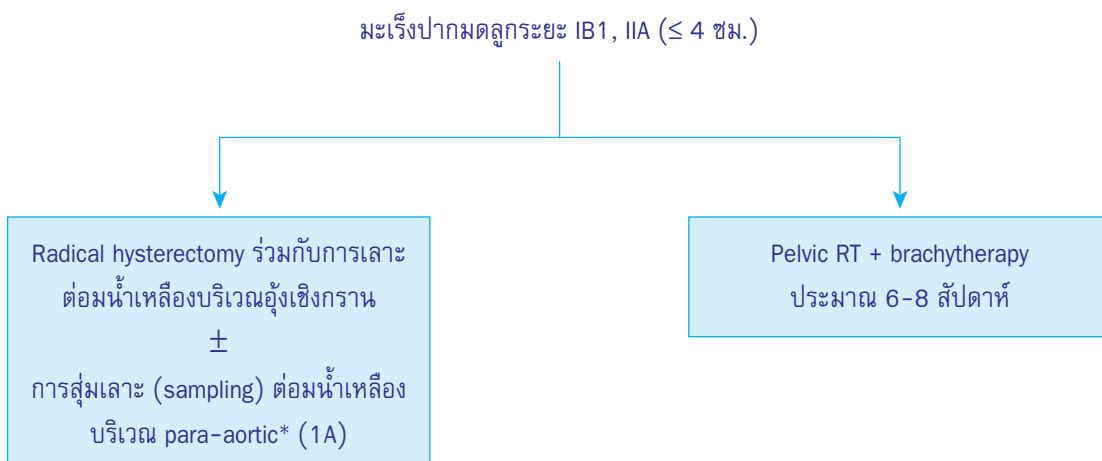 มะเร็งปากมดลูกระยะ IB1, IIA (≤ 4 ซม.)
Radical hysterectomy ร่วมกับการเลาะ
ต่อมน้ำเหลืองบริเวณอุ้งเชิงกราน
±
การสุ่มเลาะ (sampling) ต่อมน้ำเหลือง
บริเวณ para-aortic* (1A)
Pelvic RT + brachytherapy
ประมาณ 6-8 สัปดาห์